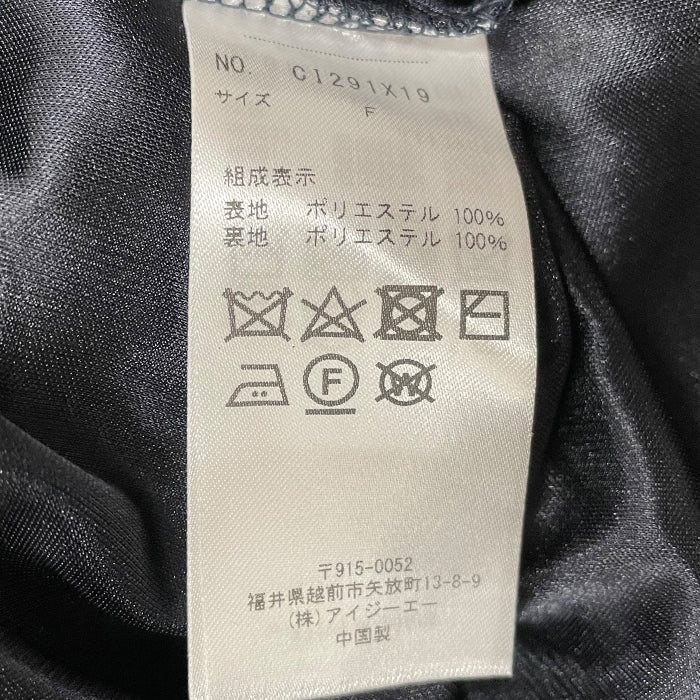 NO. CI291X19
サイズ F
組成表示
表地 ポリエステル 100%
裏地 ポリエステル 100%
F W
〒915-0052
福井県越前市矢放町13-8-9
(株)アイジーエー
中国製